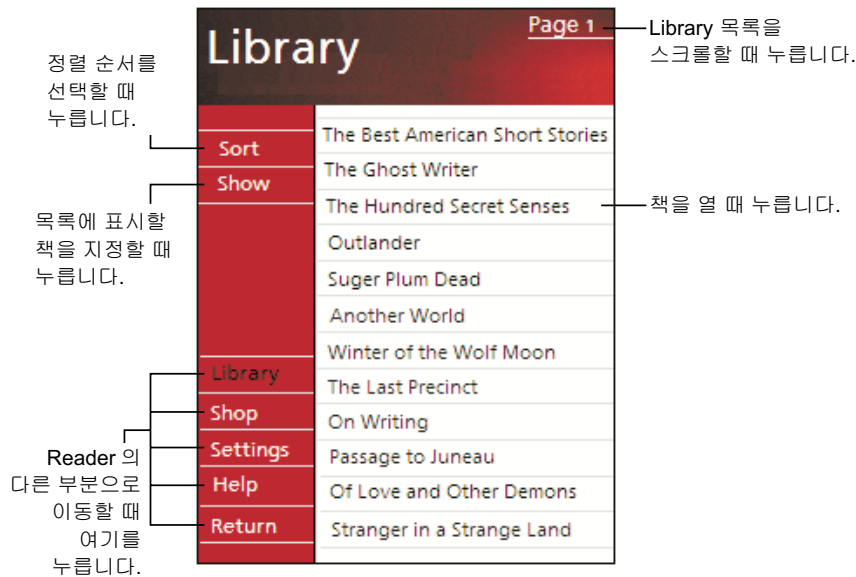 Library
Page 1
Library 목록을
스크롤할 때 누릅니다.
정렬 순서를
선택할 때
누릅니다.
Sort
Show
목록에 표시할
책을 지정할 때
누릅니다.
The Best American Short Stories
The Ghost Writer
The Hundred Secret Senses
책을 열 때 누릅니다.
Outlander
Suger Plum Dead
Another World
Winter of the Wolf Moon
The Last Precinct
On Writing
Passage to Juneau
Of Love and Other Demons
Stranger in a Strange Land
Library
Shop
Settings
Help
Return
Reader 의
다른 부분으로
이동할 때
여기를
누릅니다.